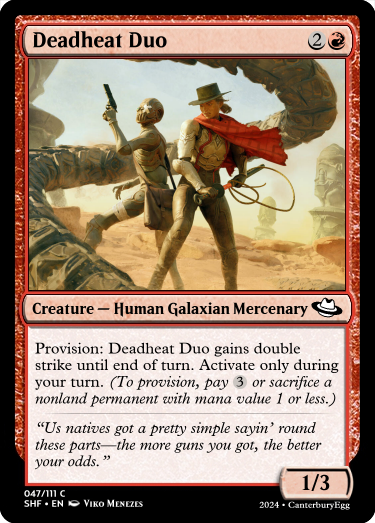 Deadheat Duo 2
Creature — Human Galaxian Mercenary
Provision: Deadheat Duo gains double
strike until end of turn. Activate only during
your turn. (To provision, pay 3 or sacrifice a
nonland permanent with mana value 1 or less.)
“Us natives got a pretty simple sayin’ round
these parts—the more guns you got, the better
your odds.”
1/3
047/111 C
SHF • EN Viko Menezes
2024 • CanterburyEgg